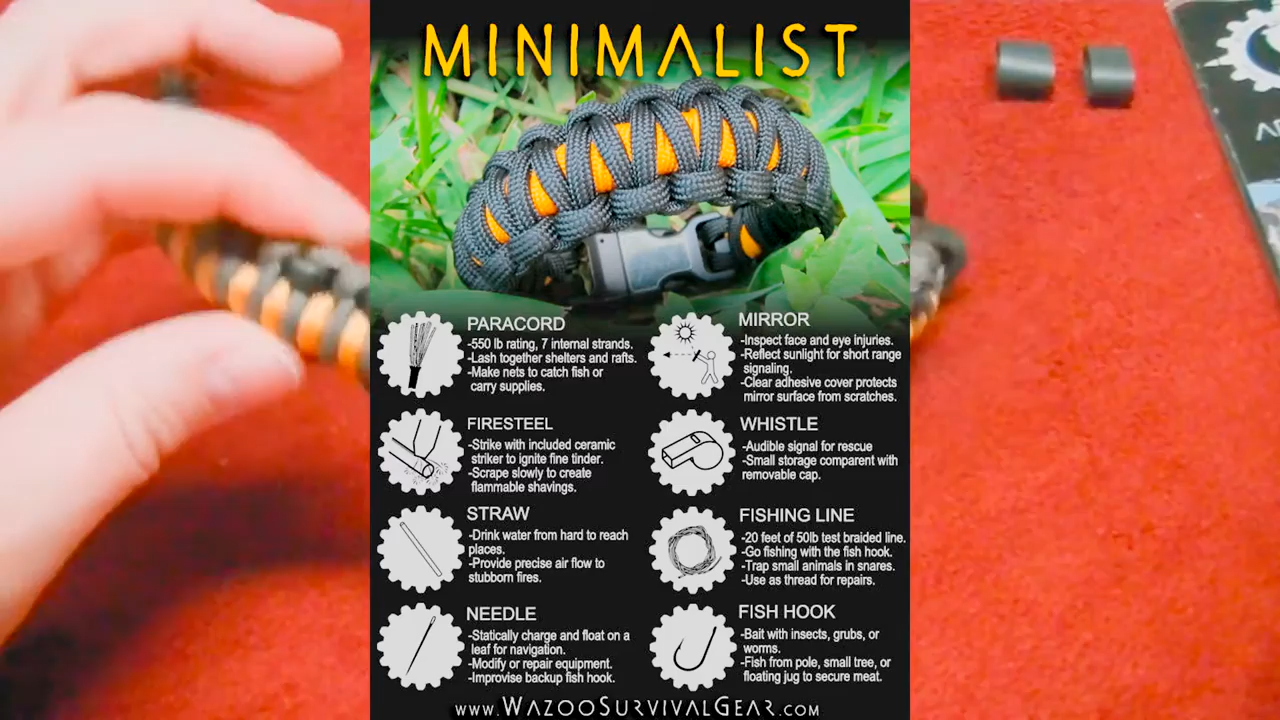 MINIMALIST
PARACORD
-550 lb rating, 7 internal strands.
-Lash together shelters and rafts.
-Make nets to catch fish or
carry supplies.
FIRESTEEL
-Strike with included ceramic
striker to ignite fine tinder.
-Scrape slowly to create
flammable shavings.
STRAW
-Drink water from hard to reach
places.
-Provide precise air flow to
stubborn fires.
NEEDLE
-Statically charge and float on a
leaf for navigation.
-Modify or repair equipment.
-Improvise backup fish hook.
MIRROR
-Inspect face and eye injuries.
-Reflect sunlight for short range
signaling.
-Clear adhesive cover protects
mirror surface from scratches.
WHISTLE
-Audible signal for rescue
-Small storage comparent with
removable cap.
FISHING LINE
-20 feet of 50lb test braided line.
-Go fishing with the fish hook.
-Trap small animals in snares.
-Use as thread for repairs.
FISH HOOK
-Bait with insects, grubs, or
worms.
-Fish from pole, small tree, or
floating jug to secure meat.
www.WazooSurvivalGear.com